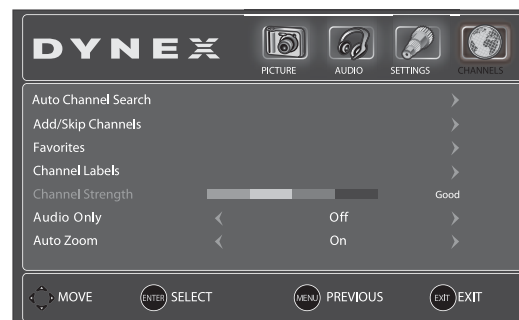 DYNEX
PICTURE AUDIO SETTINGS CHANNELS
Auto Channel Search
Add/Skip Channels
Favorites
Channel Labels
Channel Strength Good
Audio Only Off
Auto Zoom On
MOVE ENTER SELECT MENU PREVIOUS EXIT EXIT